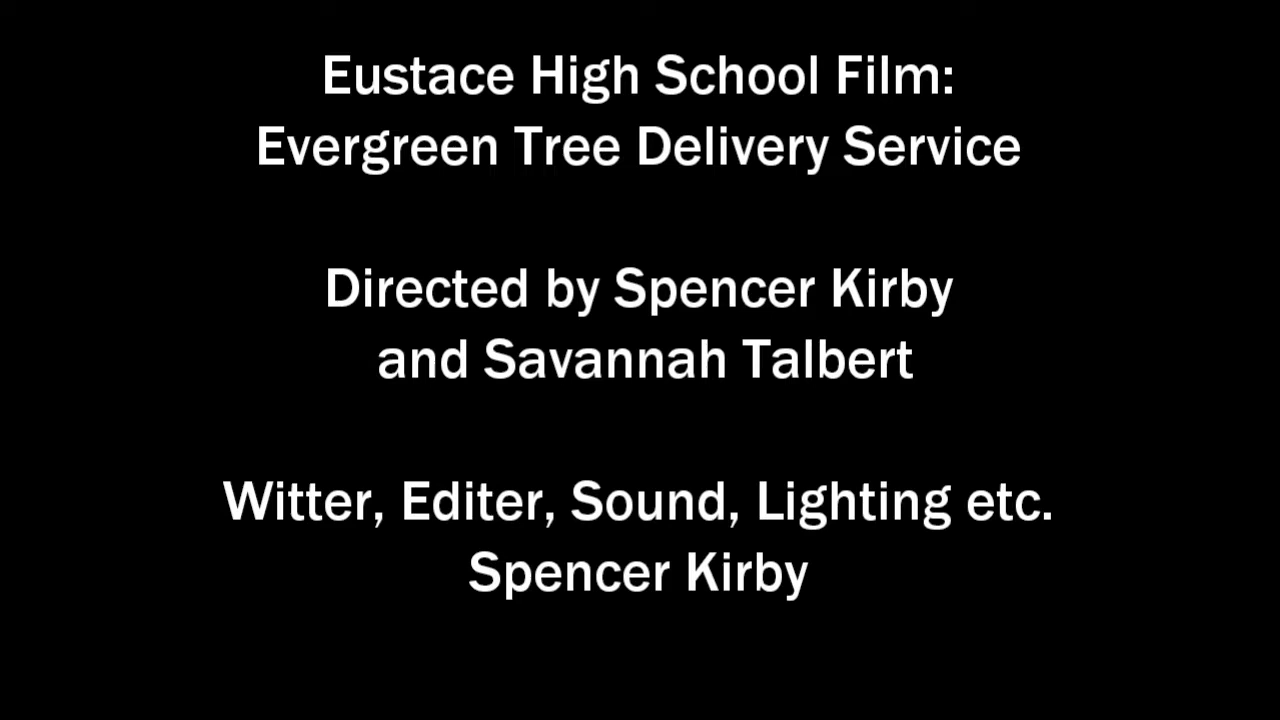 Eustace High School Film:
Evergreen Tree Delivery Service
Directed by Spencer Kirby
and Savannah Talbert
Witter, Editer, Sound, Lighting etc.
Spencer Kirby